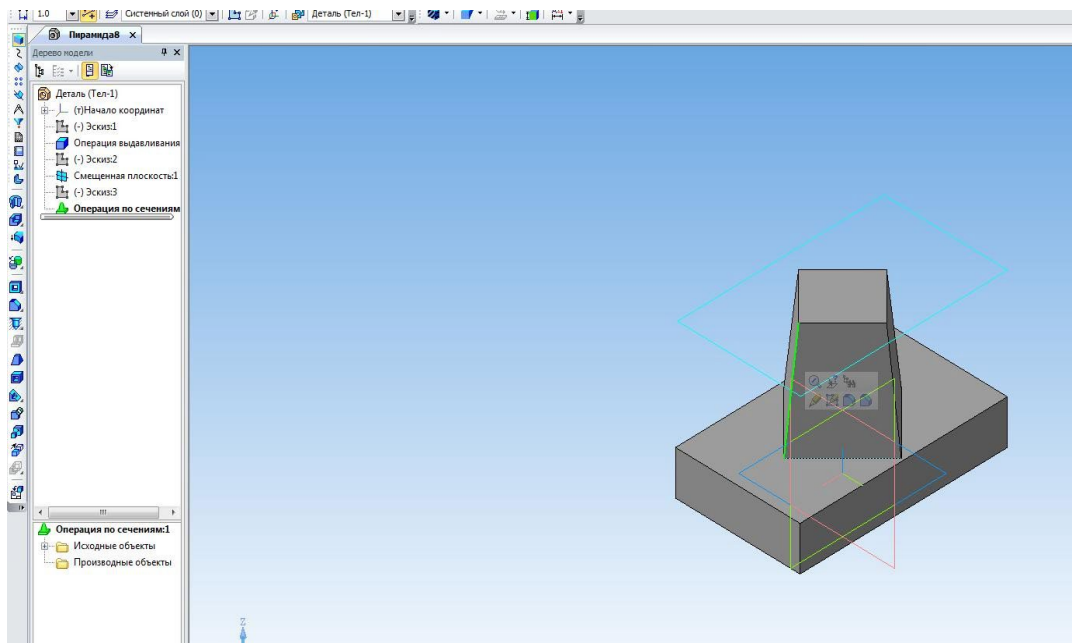 1.0 Системный слой (0) Деталь (Тел-1)
Пирамида8
Дерево модели
Деталь (Тел-1)
(т)Начало координат
(-) Эскиз:1
Операция выдавливания
(-) Эскиз:2
Смещенная плоскость:1
(-) Эскиз:3
Операция по сечениям
Операция по сечениям:1
Исходные объекты
Производные объекты
Z